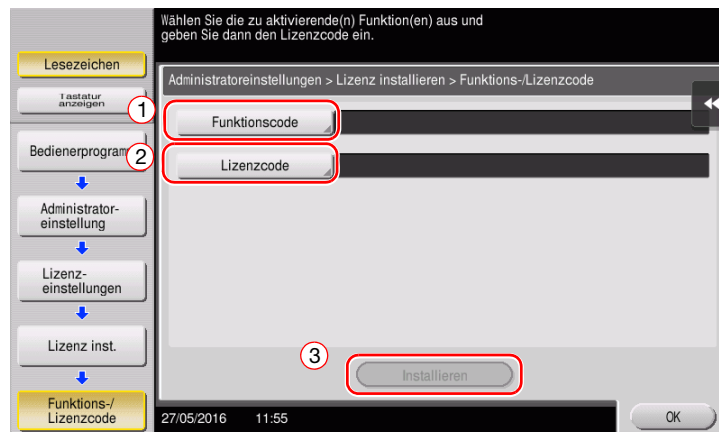 Wählen Sie die zu aktivierende(n) Funktion(en) aus und
geben Sie dann den Lizenzcode ein.
Lesezeichen
Tastatur
anzeigen
Bedienerprogram
Administrator-
einstellung
Lizenz-
einstellungen
Lizenz inst.
Funktions-/
Lizenzcode
Administratoreinstellungen > Lizenz installieren > Funktions-/Lizenzcode
1
Funktionscode
2
Lizenzcode
3
Installieren
27/05/2016 11:55
OK